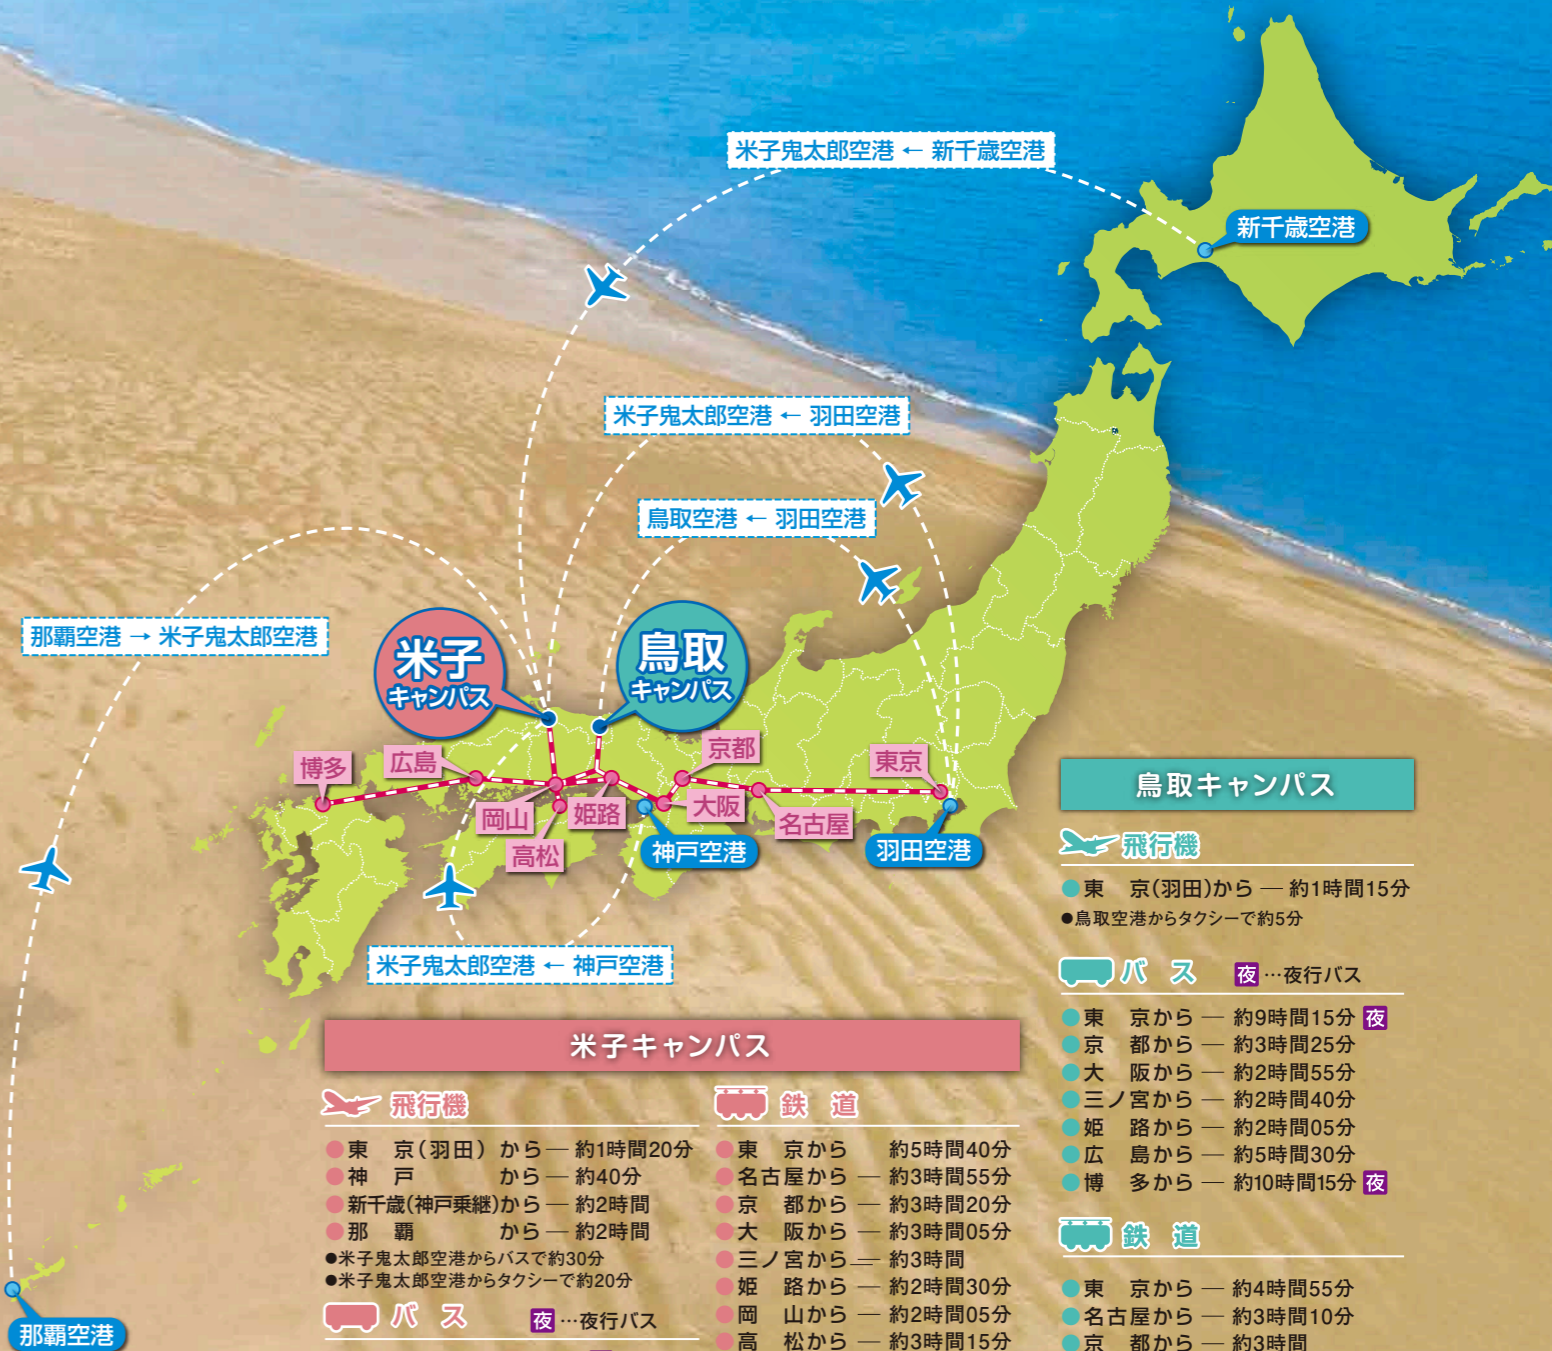 米子鬼太郎空港 ← 新千歳空港
新千歳空港
米子鬼太郎空港 ← 羽田空港
鳥取空港 ← 羽田空港
那覇空港 → 米子鬼太郎空港
米子
キャンパス
鳥取
キャンパス
博多
広島
京都
東京
岡山
姫路
大阪
名古屋
高松
神戸空港
羽田空港
米子鬼太郎空港 ← 神戸空港
那覇空港
米子キャンパス
飛行機
●東　京(羽田) から ― 約1時間20分
●神　戸　　　から ― 約40分
●新千歳(神戸乗継)から ― 約2時間
●那　覇　　　から ― 約2時間
●米子鬼太郎空港からバスで約30分
●米子鬼太郎空港からタクシーで約20分
バ　ス　夜…夜行バス
鉄　道
●東　京から　約5時間40分
●名古屋から ― 約3時間55分
●京　都から ― 約3時間20分
●大　阪から ― 約3時間05分
●三ノ宮から ― 約3時間
●姫　路から ― 約2時間30分
●岡　山から ― 約2時間05分
●高　松から ― 約3時間15分
鳥取キャンパス
飛行機
●東　京(羽田)から ― 約1時間15分
●鳥取空港からタクシーで約5分
バ　ス　夜…夜行バス
●東　京から ― 約9時間15分 夜
●京　都から ― 約3時間25分
●大　阪から ― 約2時間55分
●三ノ宮から ― 約2時間40分
●姫　路から ― 約2時間05分
●広　島から ― 約5時間30分
●博　多から ― 約10時間15分 夜
鉄　道
●東　京から ― 約4時間55分
●名古屋から ― 約3時間10分
●京　都から ― 約3時間